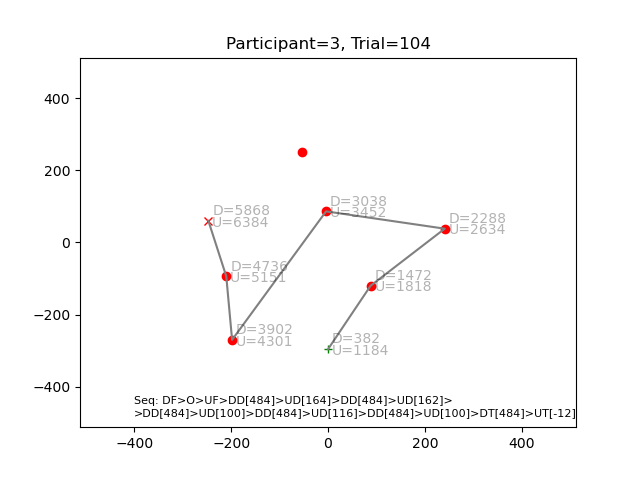 Participant=3, Trial=104
400
200
0
−200
−400
D=5868
U=6384
D=3038
U=3452
D=2288
U=2634
D=4736
U=5151
D=1472
U=1818
D=3902
U=4301
D=382
U=1184
Seq: DF>O>UF>DD[484]>UD[164]>DD[484]>UD[162]>
>DD[484]>UD[100]>DD[484]>UD[116]>DD[484]>UD[100]>DT[484]>UT[-12]
−400 −200 0 200 400